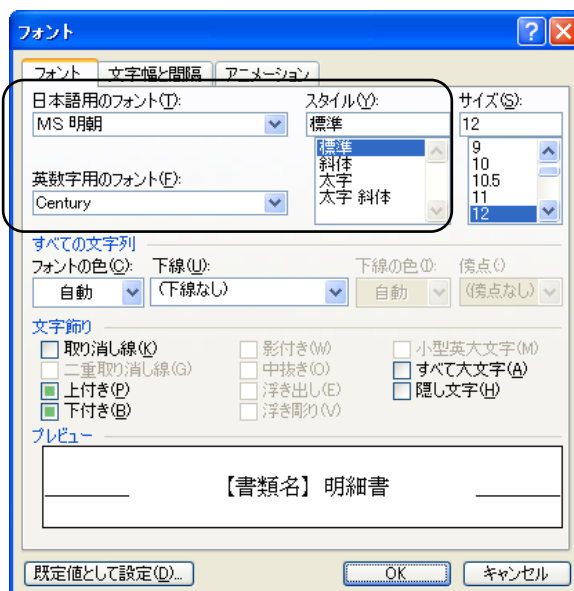 フォント
フォント 文字幅と間隔 アニメーション
日本語用のフォント(T): スタイル(Y): サイズ(S):
MS 明朝 標準 12
標準 9
斜体 10
太字 10.5
太字 斜体 11
12
英数字用のフォント(F):
Century
すべての文字列
フォントの色(C): 下線(U): 下線の色(I): 傍点(:)
自動 (下線なし) 自動 (傍点なし)
文字飾り
取り消し線(K) 影付き(W) 小型英大文字(M)
二重取り消し線(G) 中抜き(O) すべて大文字(A)
上付き(P) 浮き出し(E) 隠し文字(H)
下付き(B) 浮き彫り(V)
プレビュー
【書類名】明細書
既定値として設定(D)... OK キャンセル